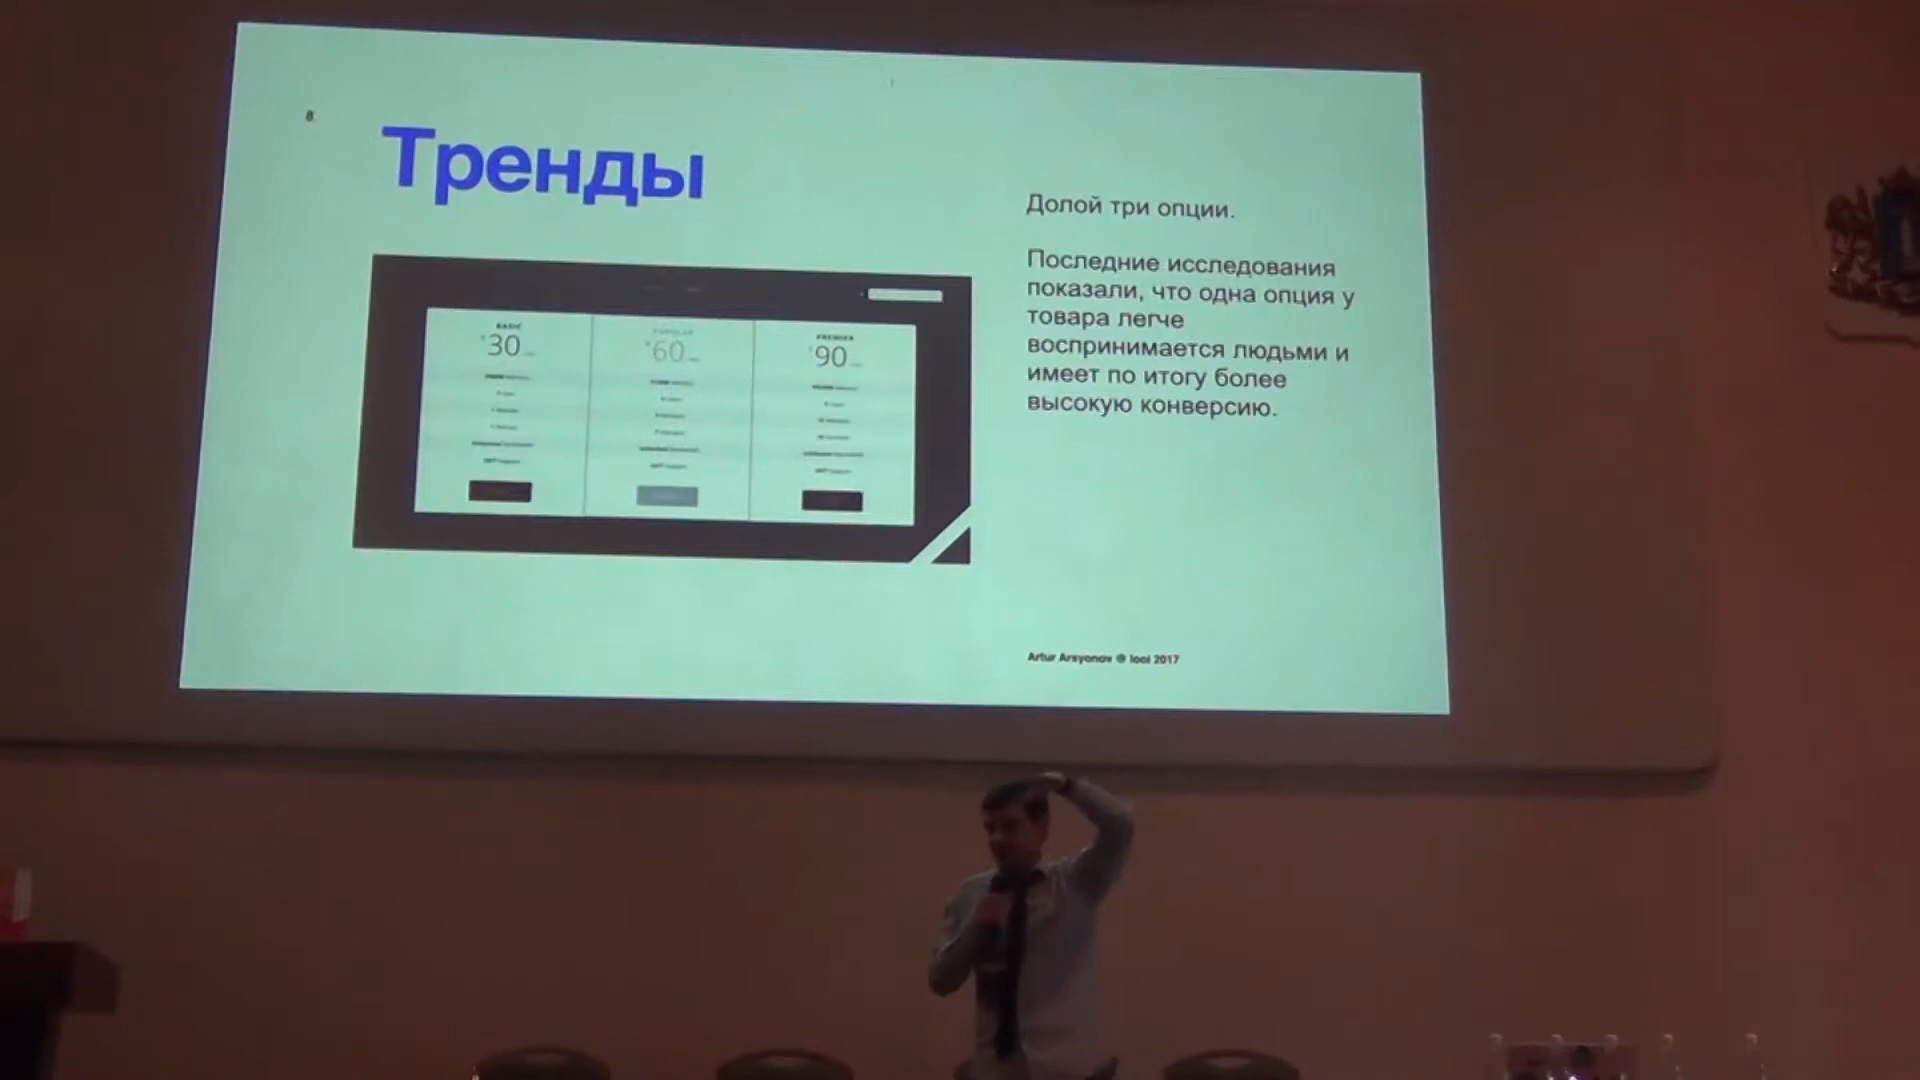 8
Тренды
Долой три опции.
Последние исследования
показали, что одна опция у
товара легче
воспринимается людьми и
имеет по итогу более
высокую конверсию.
BASIC
POPULAR
PREMIER
30
60
90
Artur Arsyonov @ looi 2017